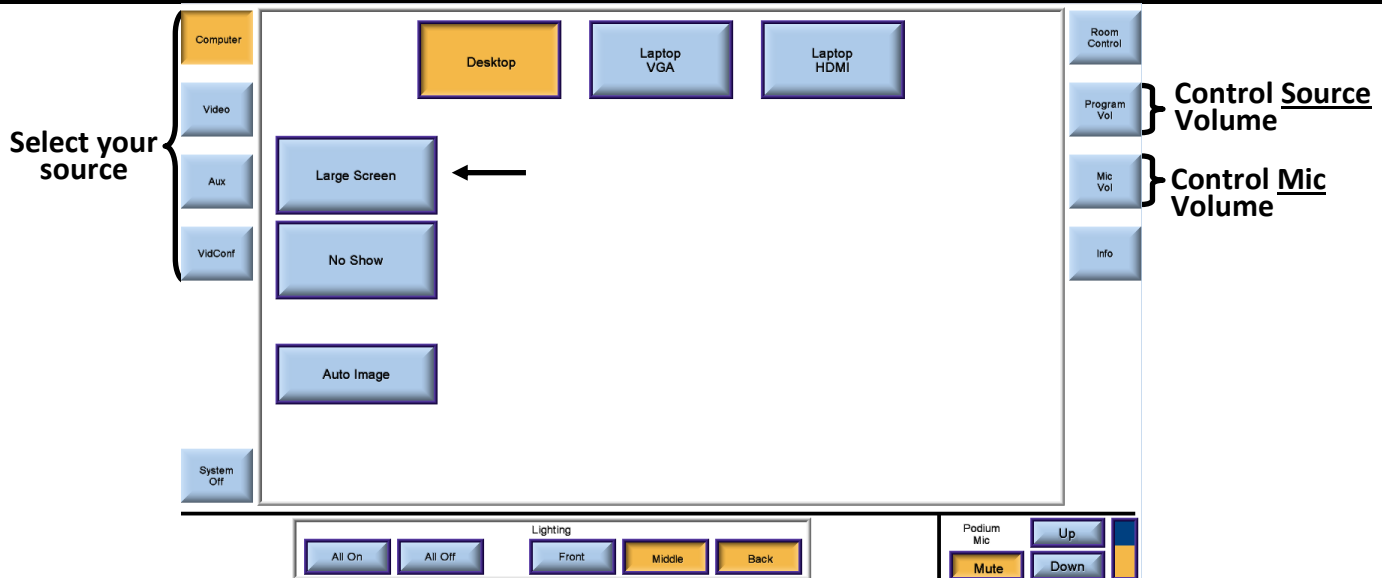 Select your
source
Computer
Video
Aux
VidConf
System
Off
Desktop
Laptop
VGA
Laptop
HDMI
Large Screen
No Show
Auto Image
Room
Control
Program
Vol
Mic
Vol
Info
Control Source
Volume
Control Mic
Volume
Lighting
All On
All Off
Front
Middle
Back
Podium
Mic
Mute
Up
Down